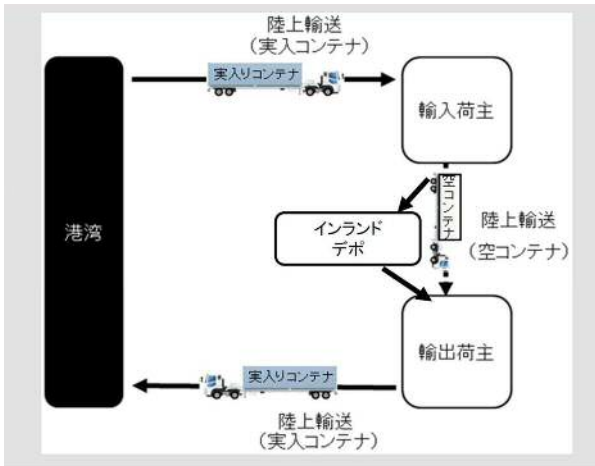 陸上輸送
（実入コンテナ）
実入りコンテナ
輸入荷主
空コンテナ
港湾
インランド
デポ
陸上輸送
（空コンテナ）
輸出荷主
実入りコンテナ
陸上輸送
（実入コンテナ）